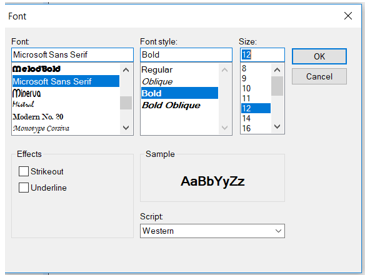 Font
Font: Font style: Size:
Microsoft Sans Serif Bold 12 OK
MelodBold Regular 8 Cancel
Microsoft Sans Serif Oblique 9
Minerva Bold 10
Mistral Bold Oblique 11
Modern No. 20 12
Monotype Corsiva 14
16
Effects Sample
Strikeout
Underline
AaBbYyZz
Script:
Western